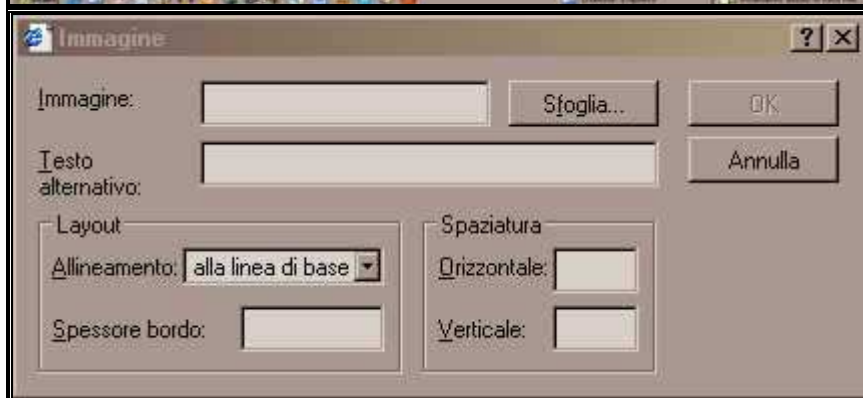 Immagine
Immagine: Sfoglia... OK
Testo alternativo: Annulla
Layout Spaziatura
Allineamento: alla linea di base Orizzontale:
Spessore bordo: Verticale: